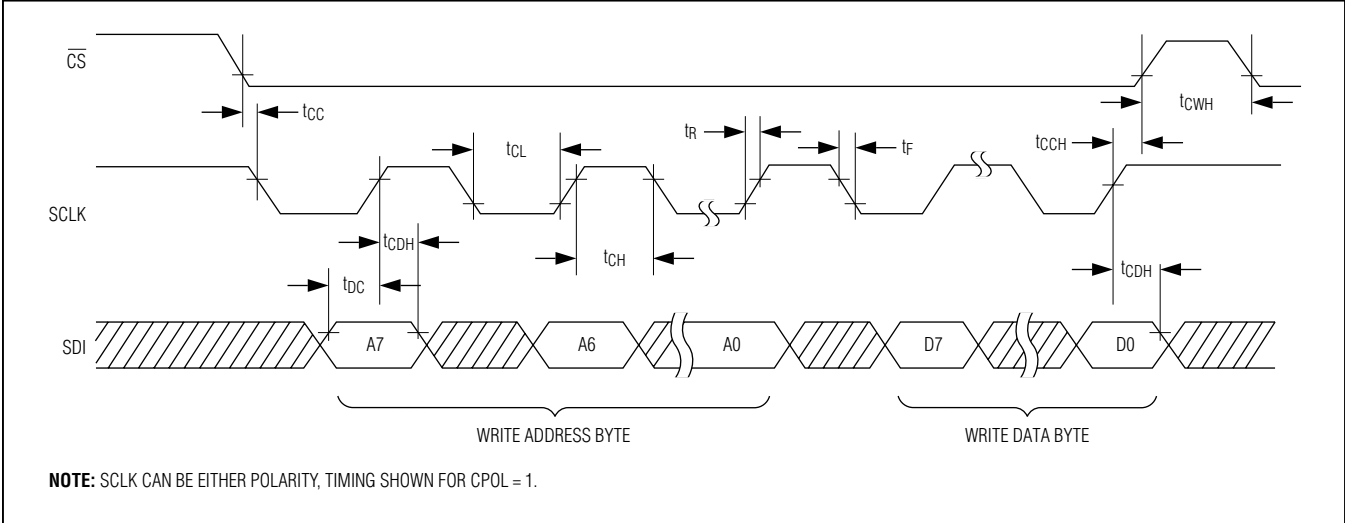 CS
tCC
tCWH
tR
tF
tCCH
tCL
SCLK
tCDH
tCH
tCDH
tDC
SDI
A7
A6
A0
D7
D0
WRITE ADDRESS BYTE
WRITE DATA BYTE
NOTE: SCLK CAN BE EITHER POLARITY, TIMING SHOWN FOR CPOL = 1.